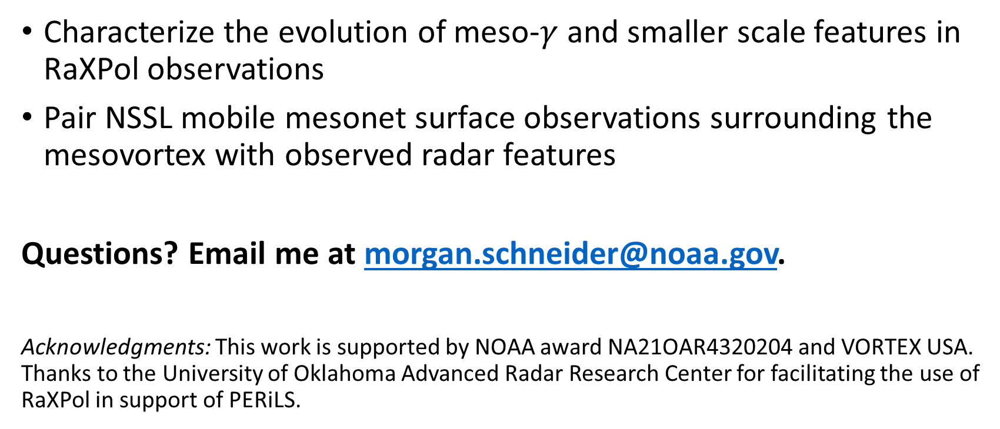 • Characterize the evolution of meso-γ and smaller scale features in
RaXPol observations
• Pair NSSL mobile mesonet surface observations surrounding the
mesovortex with observed radar features
Questions? Email me at morgan.schneider@noaa.gov.
Acknowledgments: This work is supported by NOAA award NA21OAR4320204 and VORTEX USA.
Thanks to the University of Oklahoma Advanced Radar Research Center for facilitating the use of
RaXPol in support of PERiLS.